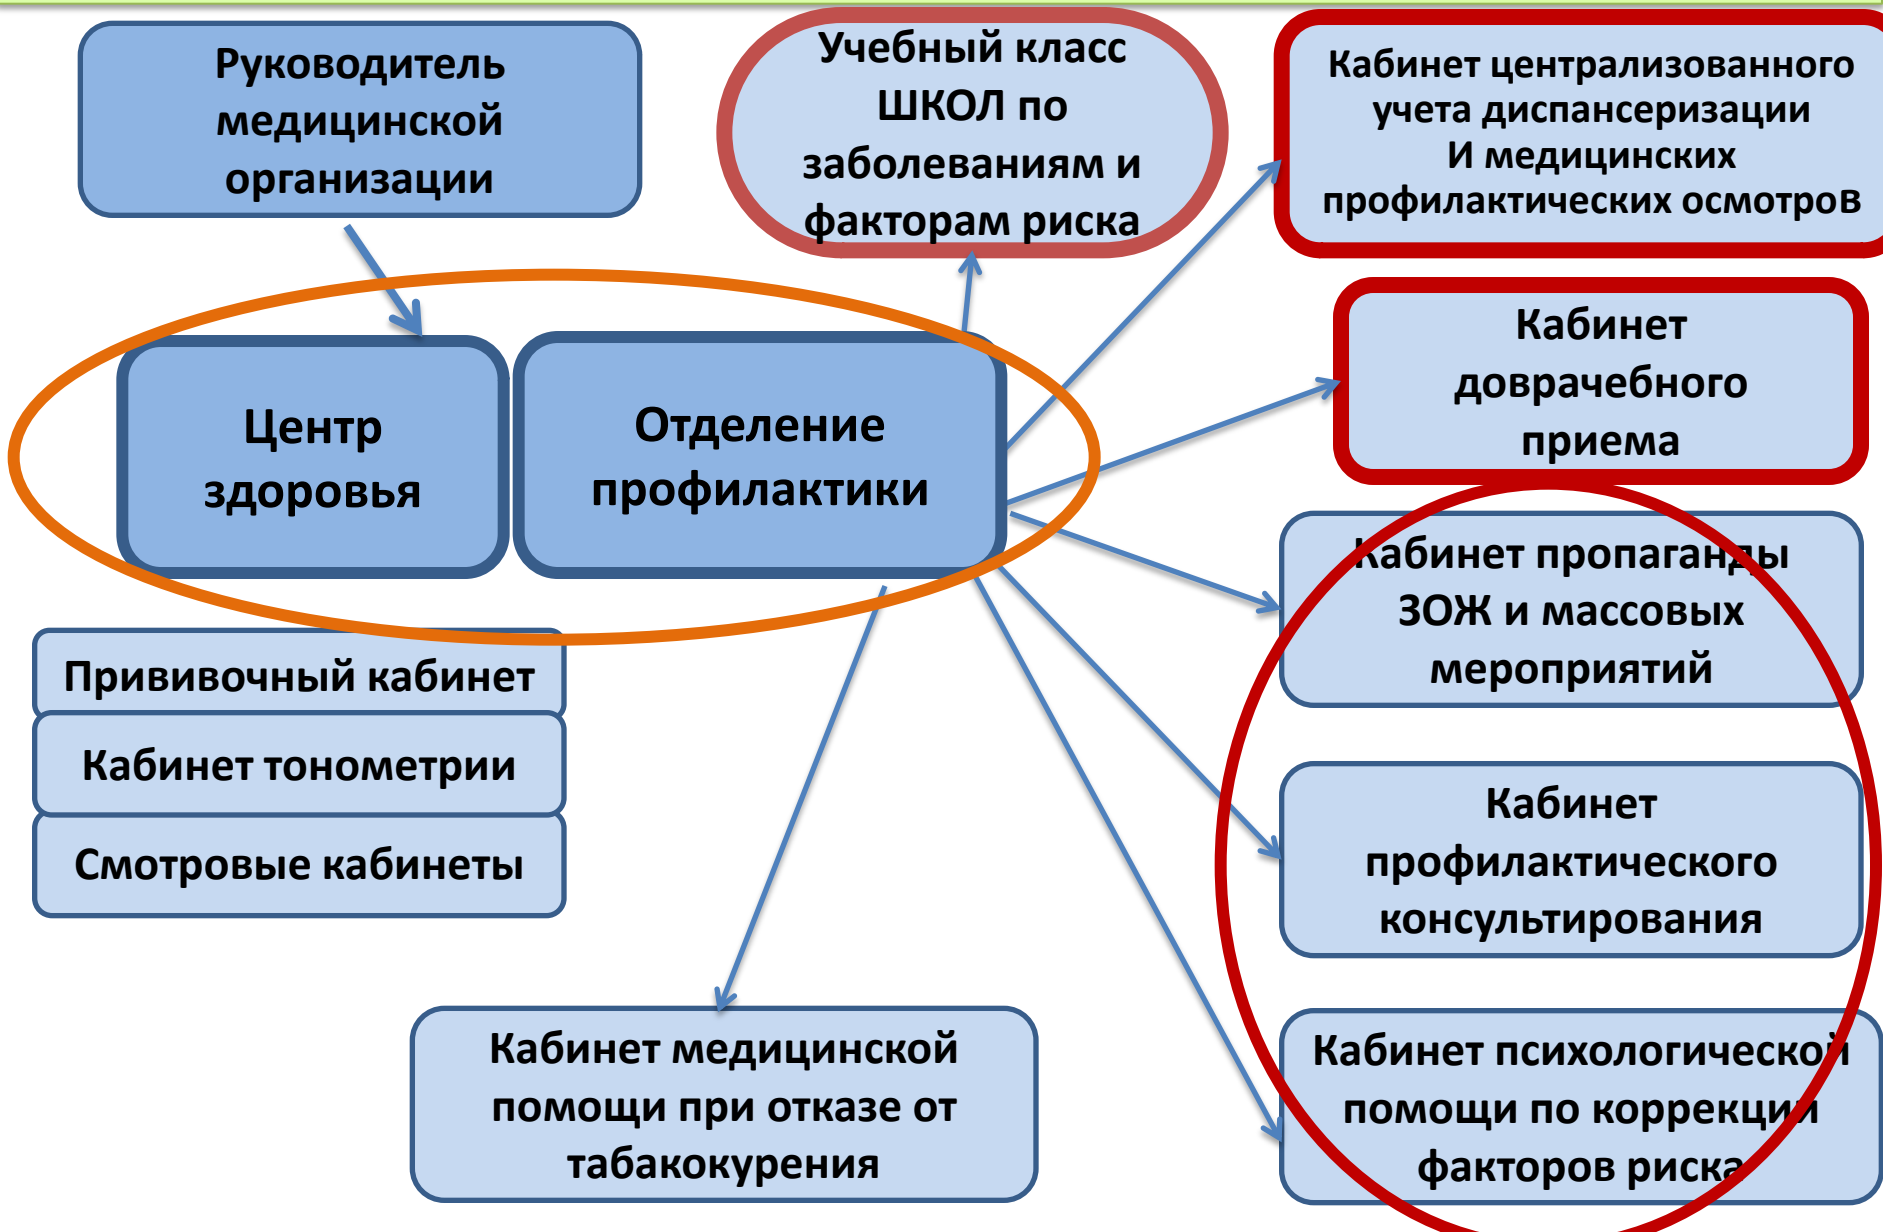 Руководитель
медицинской
организации
Учебный класс
ШКОЛ по
заболеваниям и
факторам риска
Кабинет централизованного
учета диспансеризации
И медицинских
профилактических осмотров
Центр
здоровья
Отделение
профилактики
Кабинет
доврачебного
приема
Кабинет пропаганды
ЗОЖ и массовых
мероприятий
Прививочный кабинет
Кабинет тонометрии
Смотровые кабинеты
Кабинет
профилактического
консультирования
Кабинет медицинской
помощи при отказе от
табакокурения
Кабинет психологической
помощи по коррекции
факторов риска